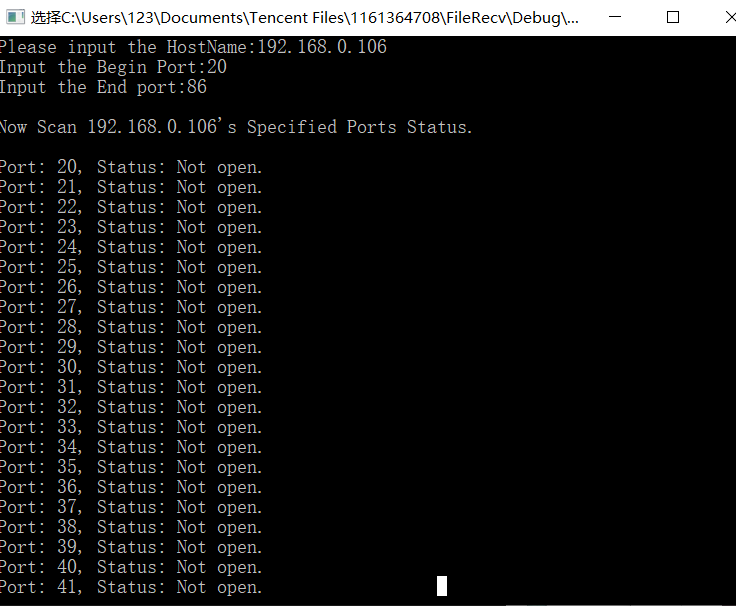 选择C:\Users\123\Documents\Tencent Files\1161364708\FileRecv\Debug\...
Please input the HostName:192.168.0.106
Input the Begin Port:20
Input the End port:86
Now Scan 192.168.0.106's Specified Ports Status.
Port: 20, Status: Not open.
Port: 21, Status: Not open.
Port: 22, Status: Not open.
Port: 23, Status: Not open.
Port: 24, Status: Not open.
Port: 25, Status: Not open.
Port: 26, Status: Not open.
Port: 27, Status: Not open.
Port: 28, Status: Not open.
Port: 29, Status: Not open.
Port: 30, Status: Not open.
Port: 31, Status: Not open.
Port: 32, Status: Not open.
Port: 33, Status: Not open.
Port: 34, Status: Not open.
Port: 35, Status: Not open.
Port: 36, Status: Not open.
Port: 37, Status: Not open.
Port: 38, Status: Not open.
Port: 39, Status: Not open.
Port: 40, Status: Not open.
Port: 41, Status: Not open.